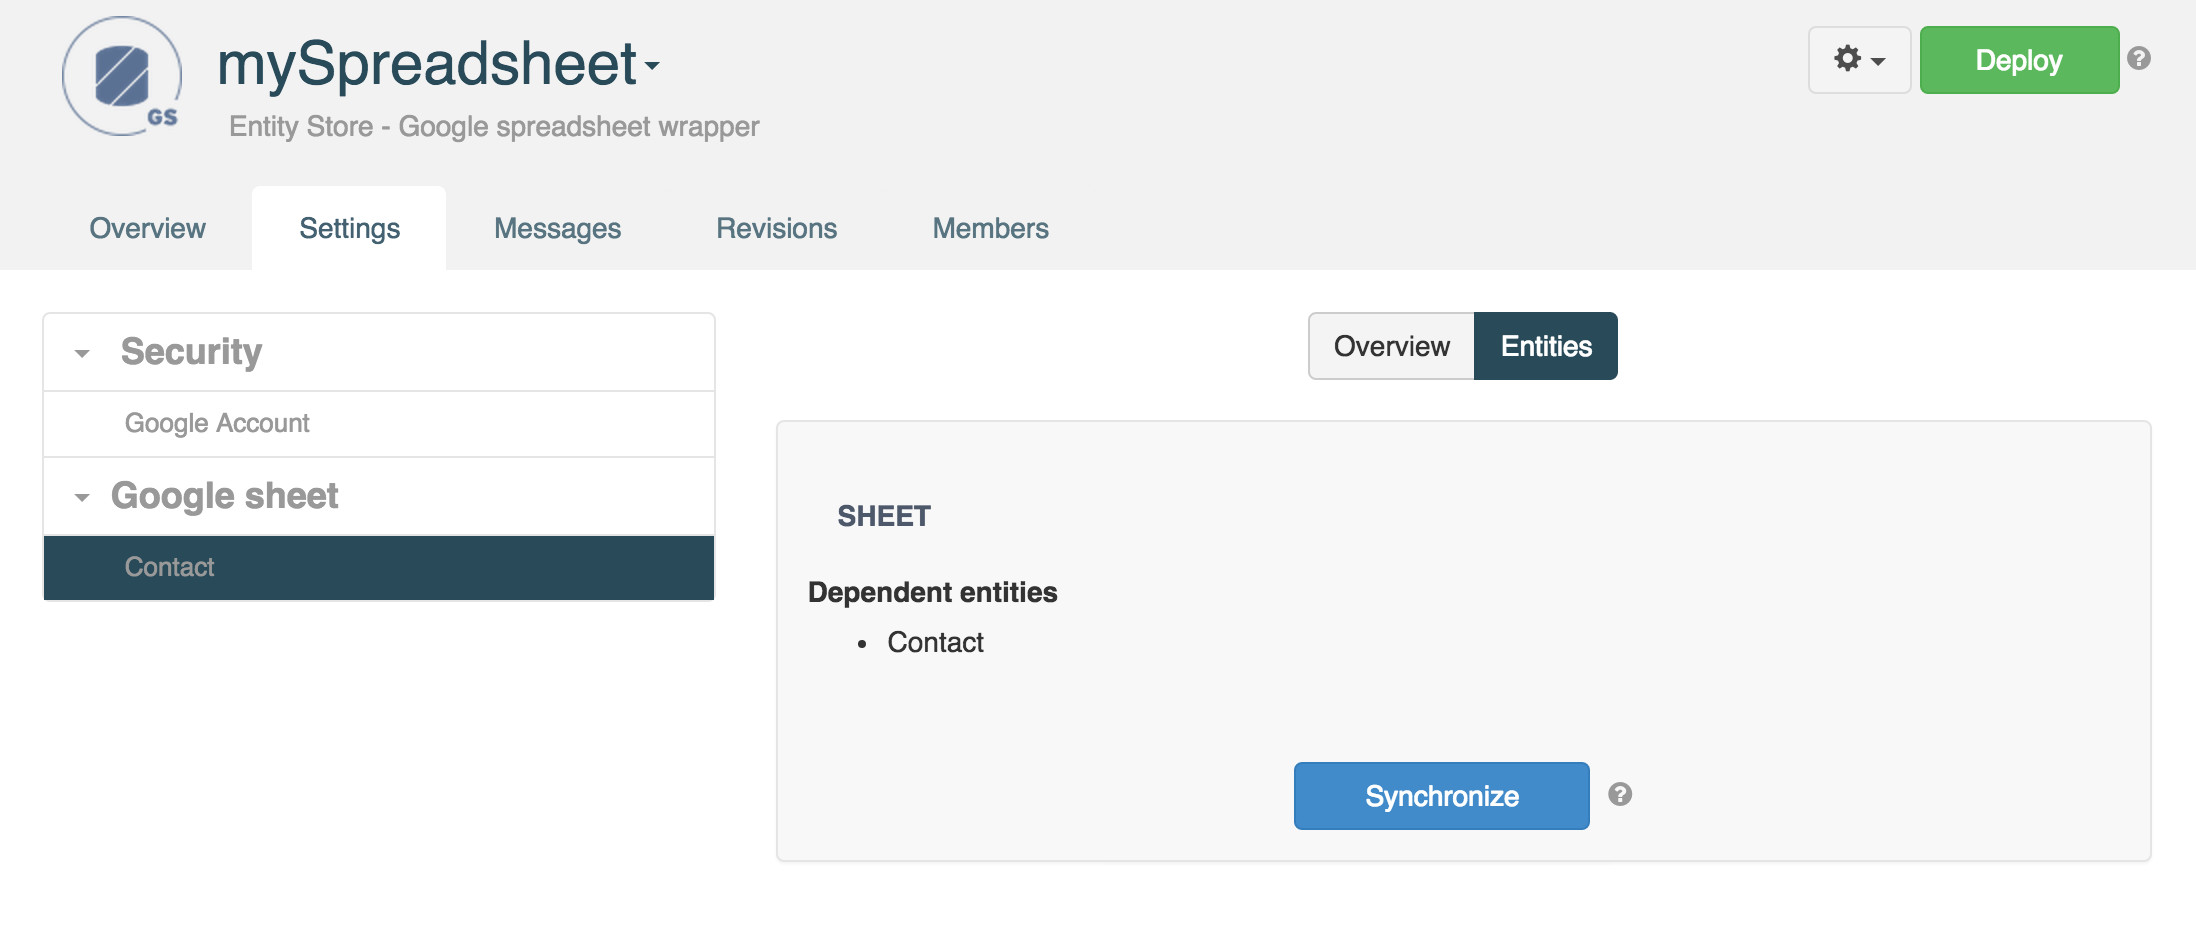 mySpreadsheet
GS
Entity Store - Google spreadsheet wrapper
Deploy
Overview
Settings
Messages
Revisions
Members
Security
Google Account
Google sheet
Contact
Overview
Entities
SHEET
Dependent entities
• Contact
Synchronize